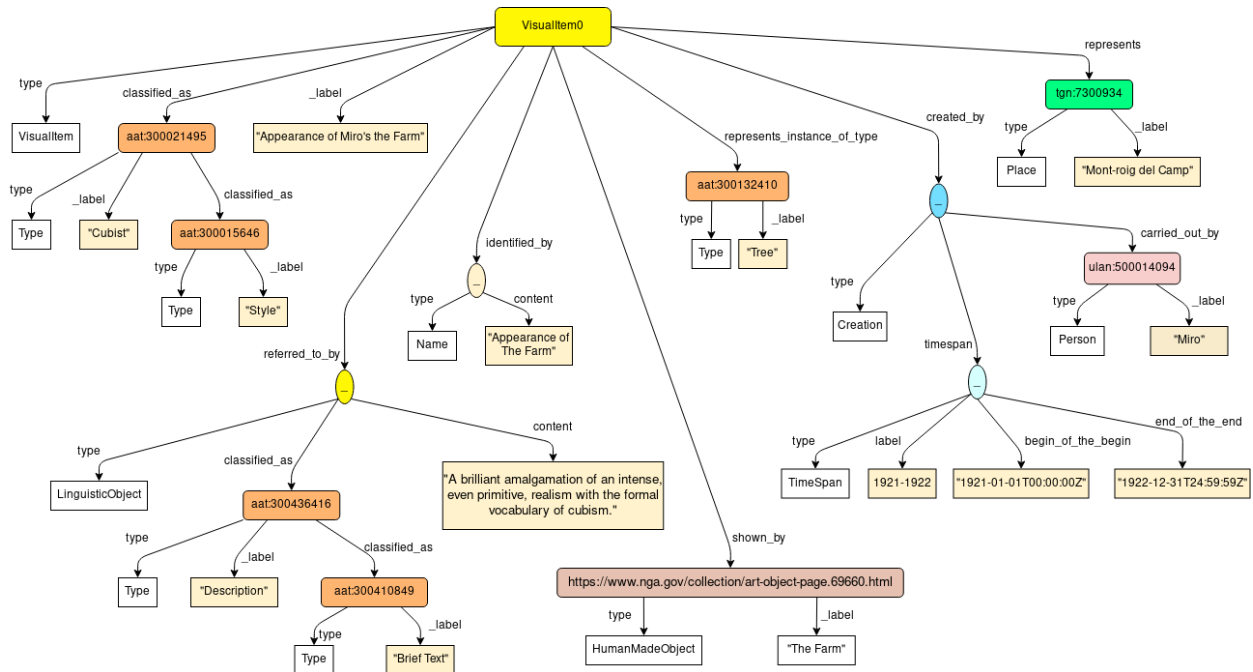 VisualItem0
represents
type
classified_as
_label
tgn:7300934
created_by
type
_label
VisualItem
aat:300021495
"Appearance of Miro's the Farm"
represents_instance_of_type
Place
"Mont-roig del Camp"
aat:300132410
type
_label
classified_as
type
_label
_
Type
"Cubist"
aat:300015646
identified_by
Type
"Tree"
carried_out_by
type
_label
_
ulan:500014094
type
type
content
type
_label
Type
"Style"
Creation
Name
"Appearance of
The Farm"
Person
"Miro"
referred_to_by
timespan
_
_
type
classified_as
content
type
label
begin_of_the_begin
end_of_the_end
LinguisticObject
"A brilliant amalgamation of an intense,
even primitive, realism with the formal
vocabulary of cubism."
TimeSpan
1921-1922
"1921-01-01T00:00:00Z"
"1922-12-31T24:59:59Z"
aat:300436416
type
_label
classified_as
shown_by
Type
"Description"
aat:300410849
https://www.nga.gov/collection/art-object-page.69660.html
type
_label
type
_label
Type
"Brief Text"
HumanMadeObject
"The Farm"